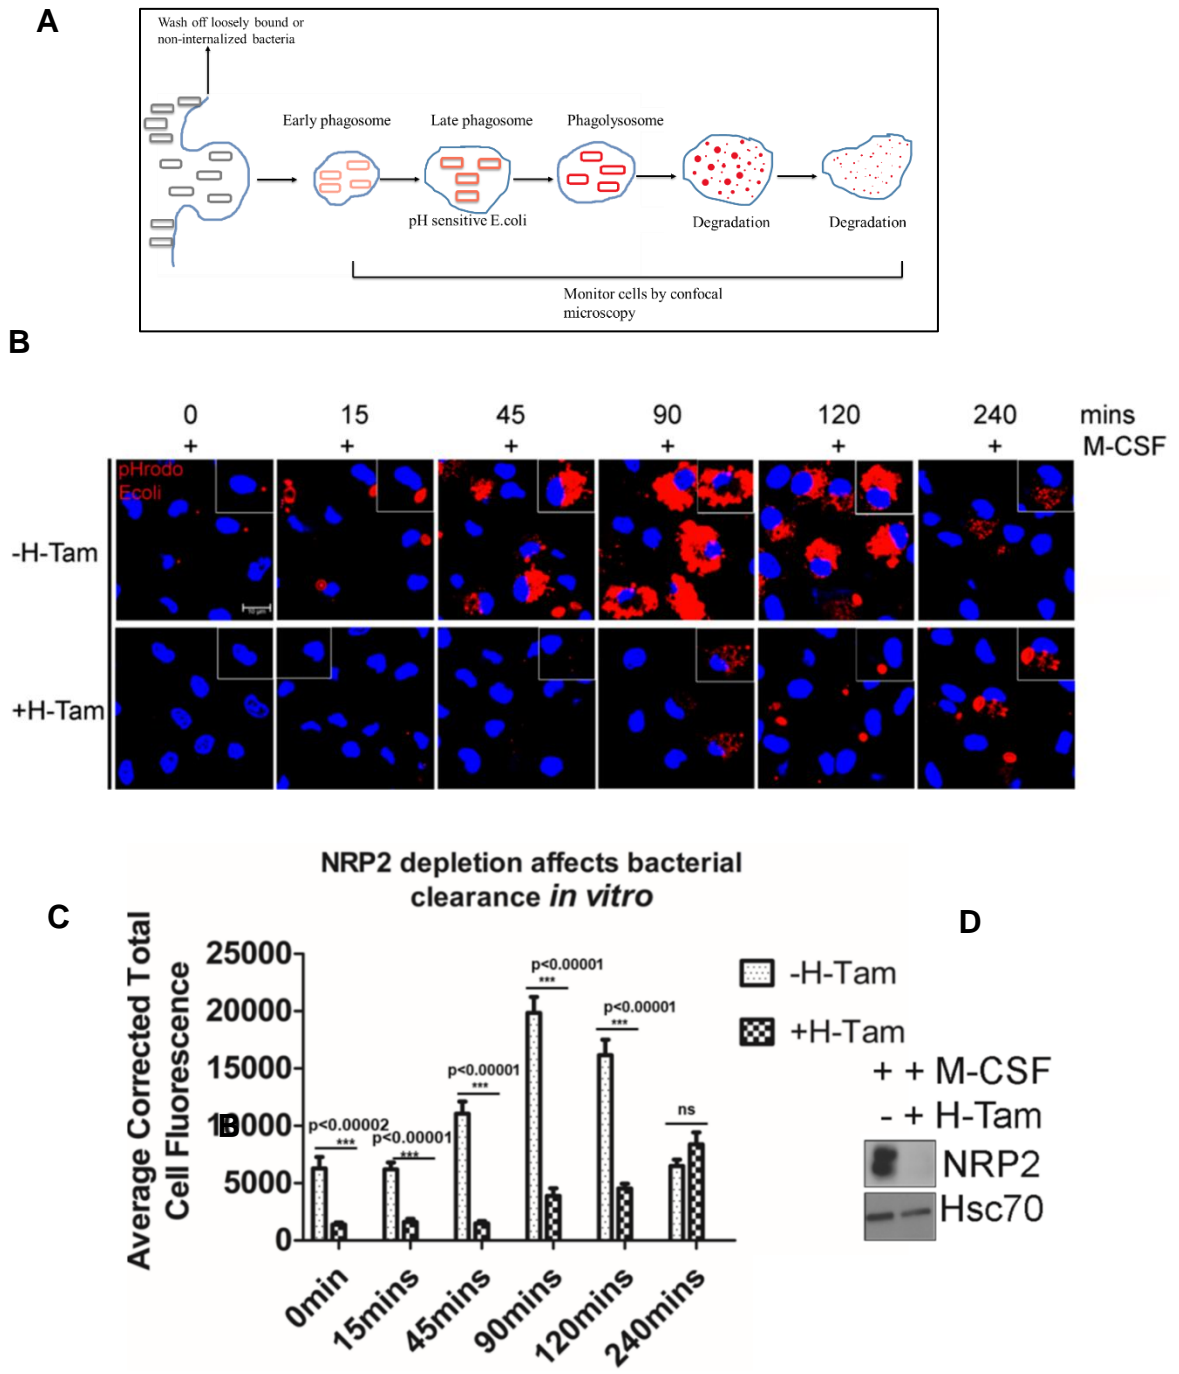 A
Wash off loosely bound or
non-internalized bacteria
Early phagosome
Late phagosome
Phagolysosome
pH sensitive E.coli
Degradation
Degradation
Monitor cells by confocal
microscopy
B
0 15 45 90 120 240 mins
+ + + + + + M-CSF
pHrodo
Ecoli
-H-Tam
10 µm
+H-Tam
C
NRP2 depletion affects bacterial
clearance in vitro
Average Corrected Total
Cell Fluorescence
25000
20000
15000
10000
5000
0
B
p<0.00002
***
p<0.00001
***
p<0.00001
***
p<0.00001
***
p<0.00001
***
ns
0min
15mins
45mins
90mins
120mins
240mins
-H-Tam
+H-Tam
D
+ + M-CSF
- + H-Tam
NRP2
Hsc70